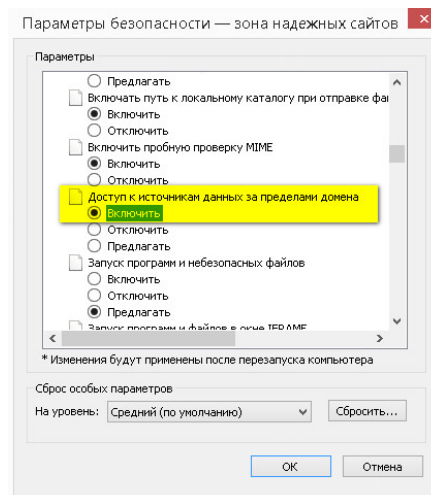 Параметры безопасности — зона надежных сайтов
Параметры
Предлагать
Включать путь к локальному каталогу при отправке фай
Включить
Отключить
Включить пробную проверку MIME
Включить
Отключить
Доступ к источникам данных за пределами домена
Включить
Отключить
Предлагать
Запуск программ и небезопасных файлов
Включить
Отключить
Предлагать
Запуск программ и файлов в окне IFRAME
* Изменения будут применены после перезапуска компьютера
Сброс особых параметров
На уровень: Средний (по умолчанию) Сбросить...
ОК Отмена